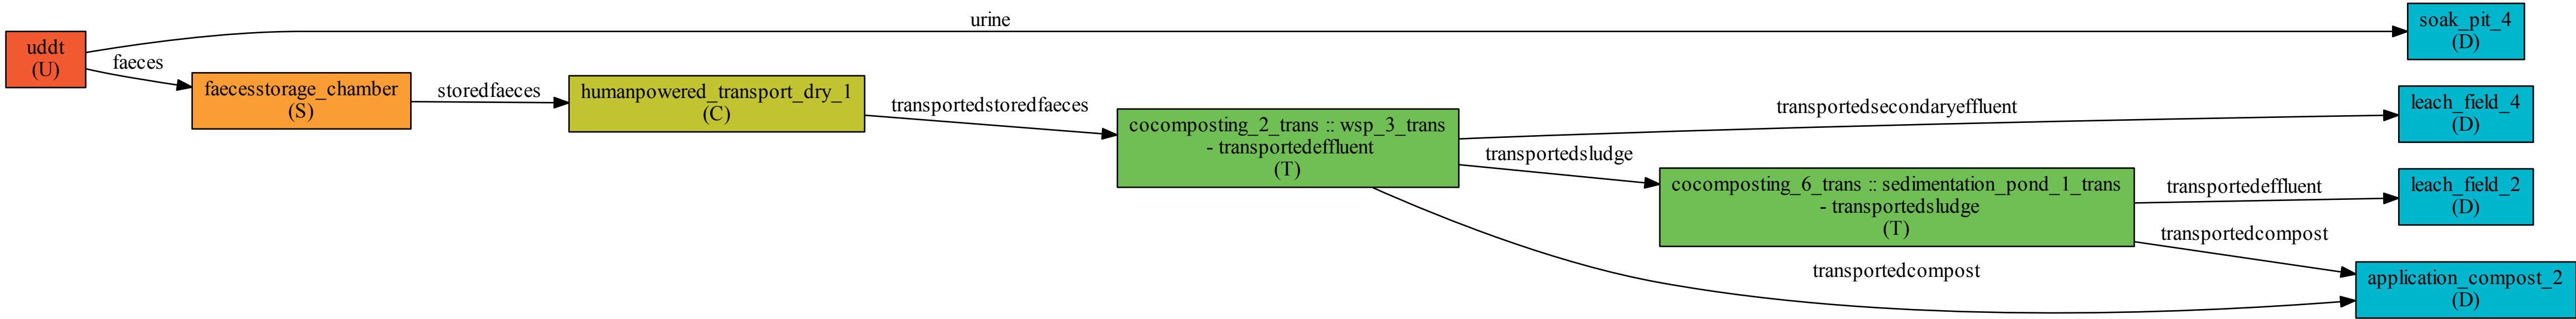 urine
uddt
(U)
faeces
faecesstorage_chamber
(S)
storedfaeces
humanpowered_transport_dry_1
(C)
transportedstoredfaeces
cocomposting_2_trans :: wsp_3_trans
- transportedeffluent
(T)
transportedsecondaryeffluent
transportedsludge
cocomposting_6_trans :: sedimentation_pond_1_trans
- transportedsludge
(T)
transportedeffluent
transportedcompost
transportedcompost
soak_pit_4
(D)
leach_field_4
(D)
leach_field_2
(D)
application_compost_2
(D)